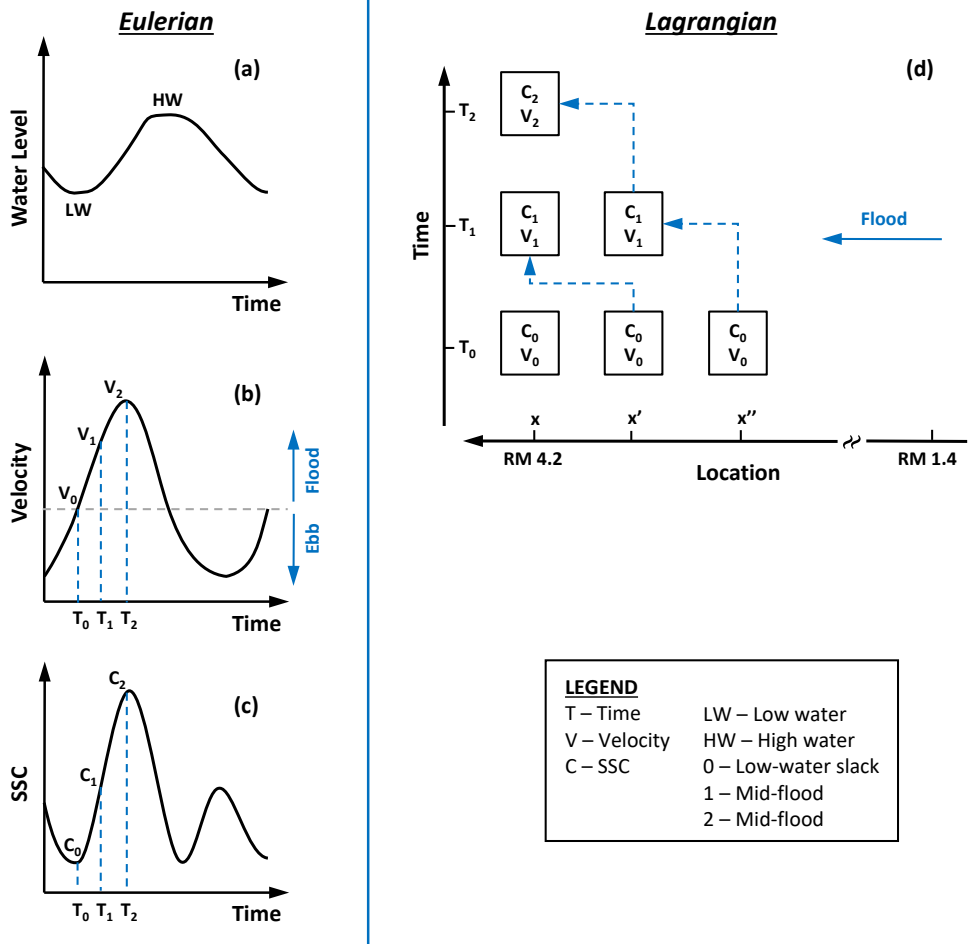 Eulerian
(a)
HW
LW
Water Level
Time
(b)
V₂
V₁
V₀
Velocity
Flood
Ebb
T₀ T₁ T₂
Time
(c)
C₂
C₁
C₀
SSC
T₀ T₁ T₂
Time
Lagrangian
(d)
Time
T₂
C₂
V₂
T₁
C₁ C₁
V₁ V₁
Flood
T₀
C₀ C₀ C₀
V₀ V₀ V₀
x x' x''
RM 4.2 RM 1.4
Location
LEGEND
T – Time
V – Velocity
C – SSC
LW – Low water
HW – High water
0 – Low-water slack
1 – Mid-flood
2 – Mid-flood